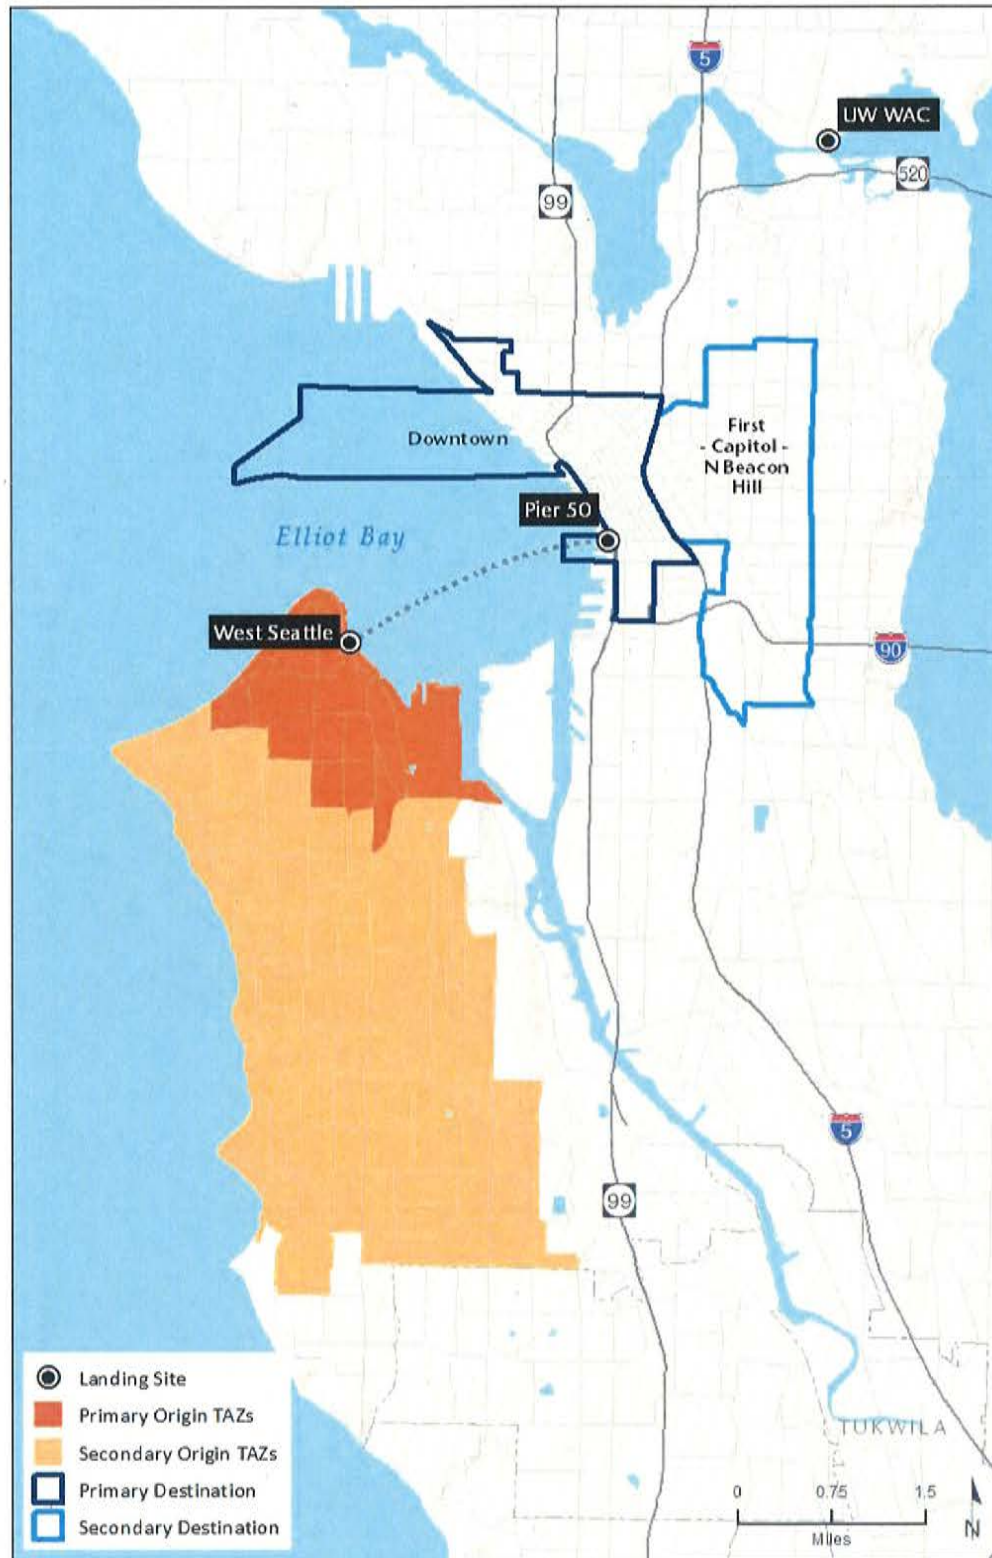 5
UW WAC
520
99
Downtown
First
- Capitol -
N Beacon
Hill
Pier 50
Elliot Bay
West Seattle
90
5
99
Landing Site
Primary Origin TAZs
Secondary Origin TAZs
Primary Destination
Secondary Destination
TUKWILA
0 0.75 1.5
Miles
N